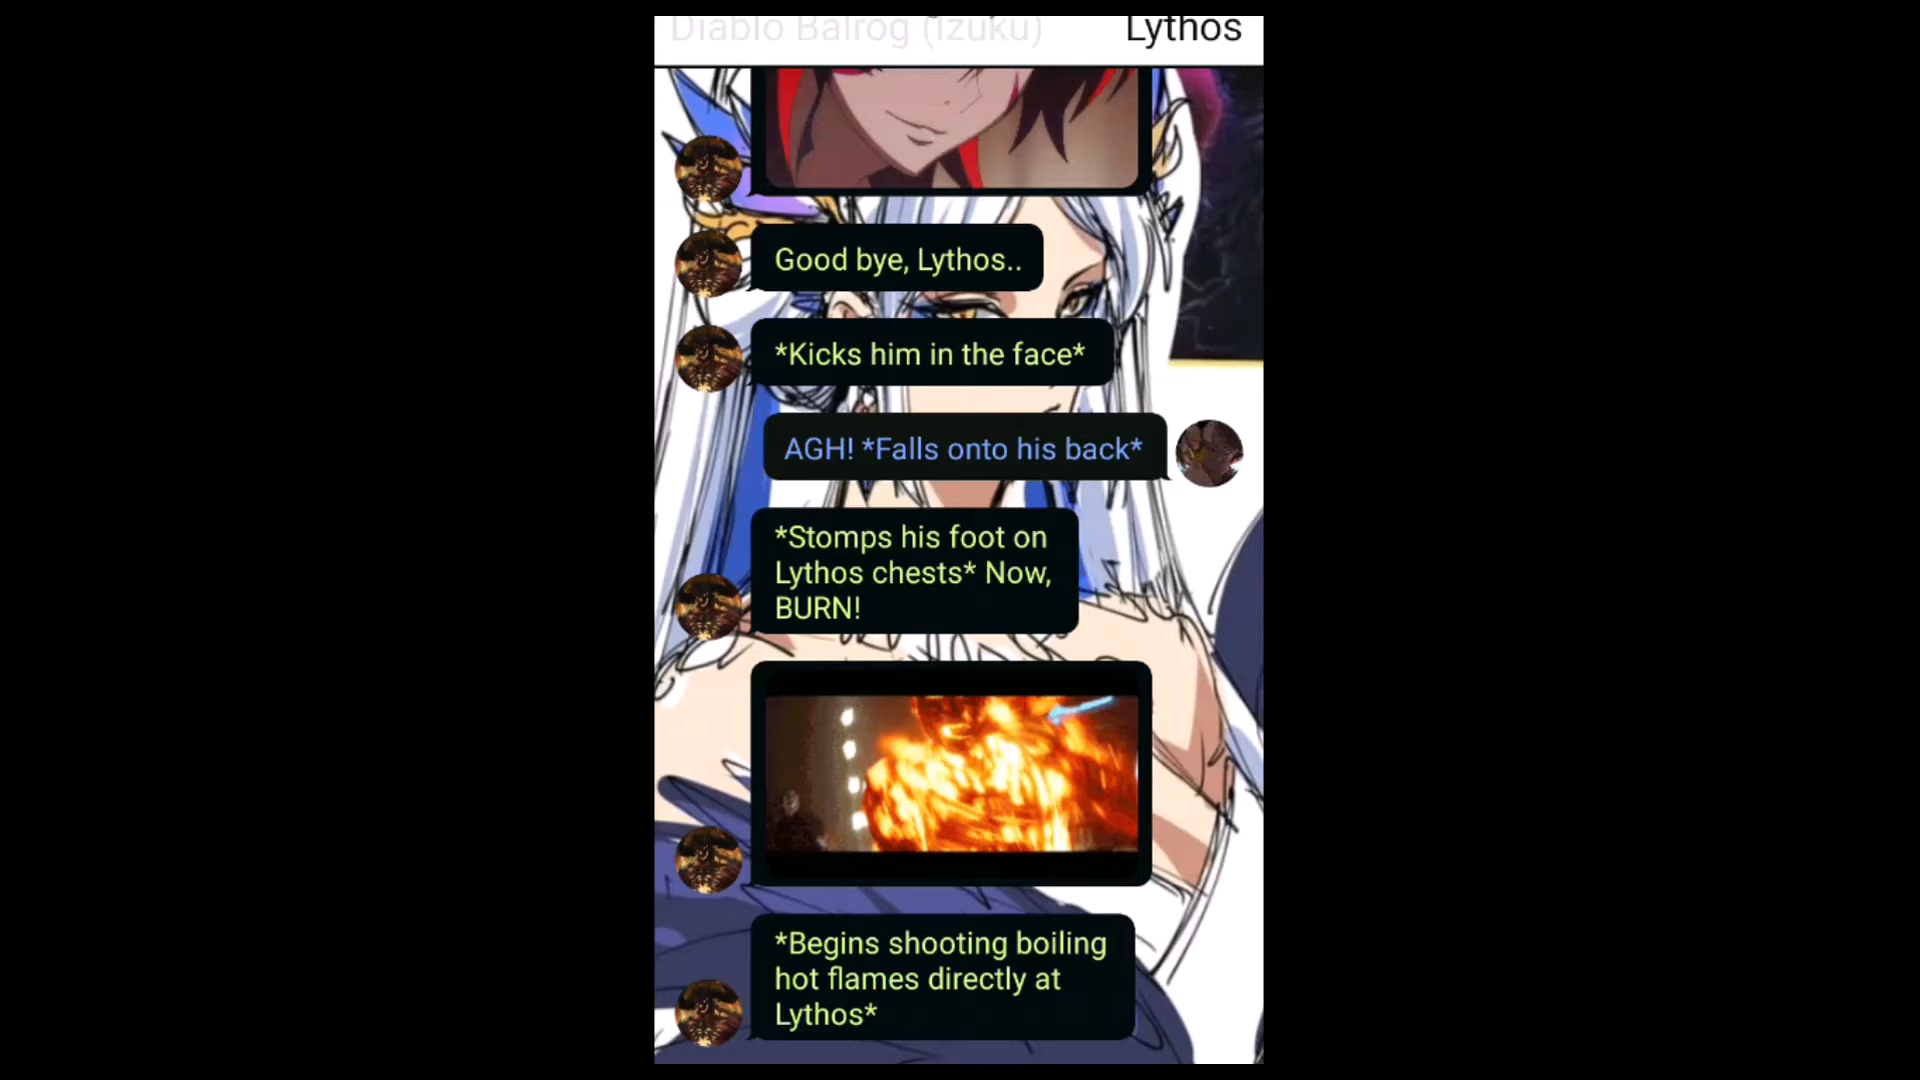 Diablo Balrog (Izuku)
Lythos
Good bye, Lythos..
*Kicks him in the face*
AGH! *Falls onto his back*
*Stomps his foot on
Lythos chests* Now,
BURN!
*Begins shooting boiling
hot flames directly at
Lythos*